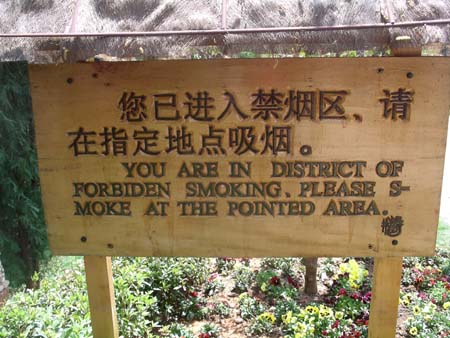 您已进入禁烟区、请
在指定地点吸烟。
YOU ARE IN DISTRICT OF
FORBIDEN SMOKING、PLEASE S-
MOKE AT THE POINTED AREA.